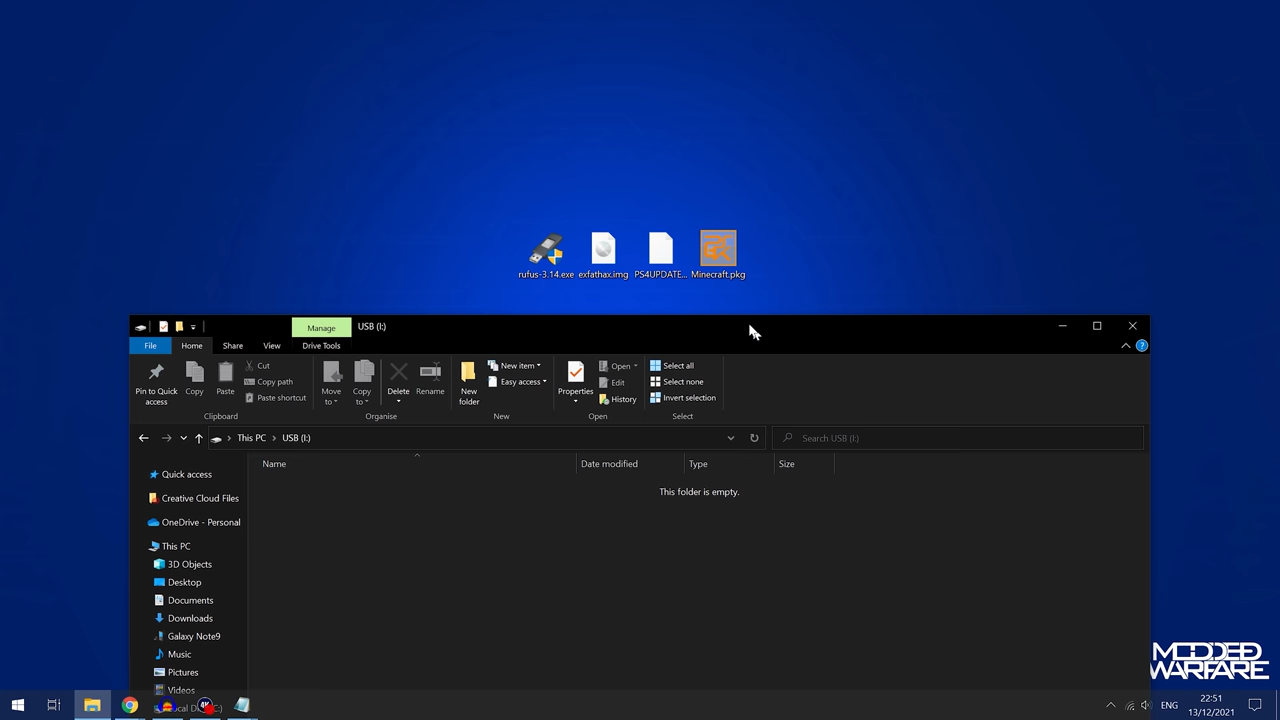 rufus-3.14.exe
exfathax.img
PS4UPDATE...
Minecraft.pkg
Manage
USB (I:)
File
Home
Share
View
Drive Tools
Pin to Quick access
Copy
Paste
Cut
Copy path
Paste shortcut
Clipboard
Move to
Copy to
Delete
Rename
Organise
New folder
New item
Easy access
New
Properties
Open
Edit
History
Open
Select all
Select none
Invert selection
Select
This PC
USB (I:)
Search USB (I:)
Name
Date modified
Type
Size
This folder is empty.
Quick access
Creative Cloud Files
OneDrive - Personal
This PC
3D Objects
Desktop
Documents
Downloads
Galaxy Note9
Music
Pictures
Videos
MODDED
WARFARE
4K
ENG
22:51
13/12/2021